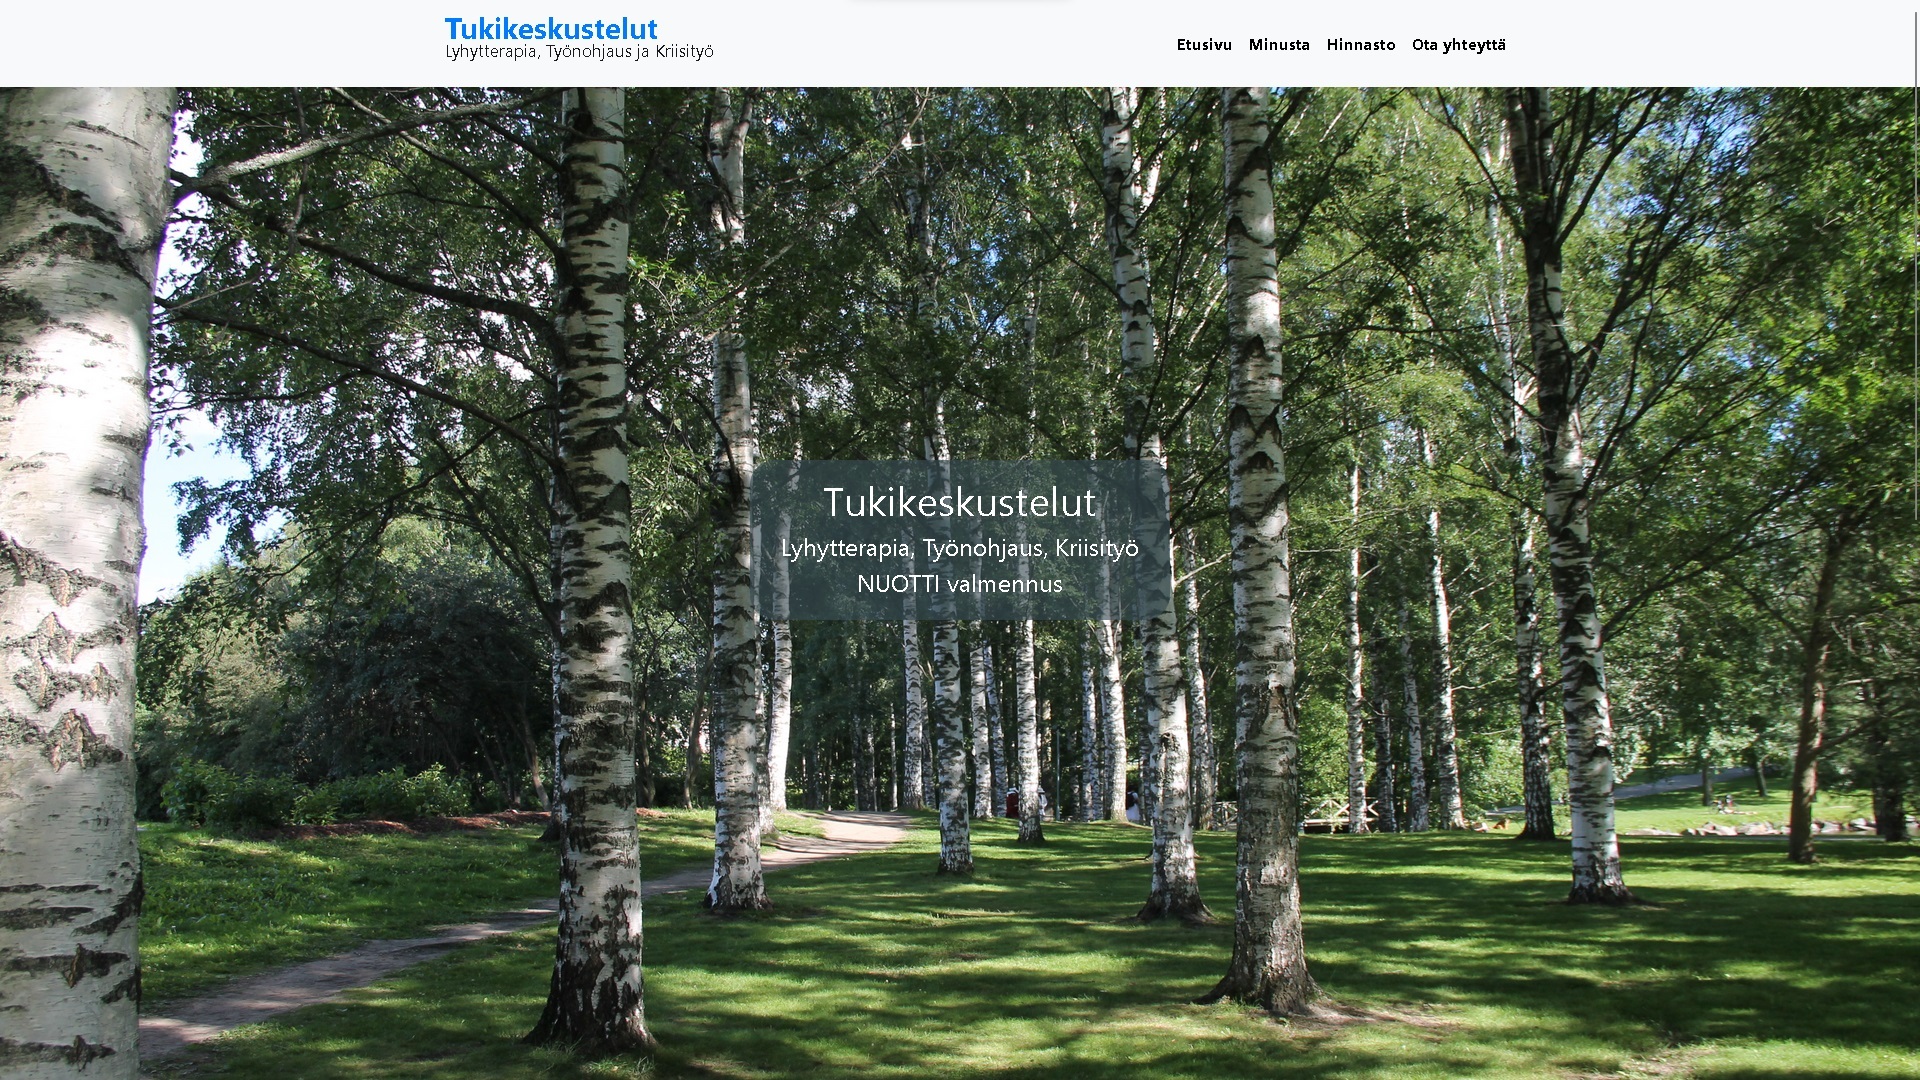 Tukikeskustelut
Lyhytterapia, Työnohjaus ja Kriisityö
Etusivu Minusta Hinnasto Ota yhteyttä
Tukikeskustelut
Lyhytterapia, Työnohjaus, Kriisityö
NUOTTI valmennus